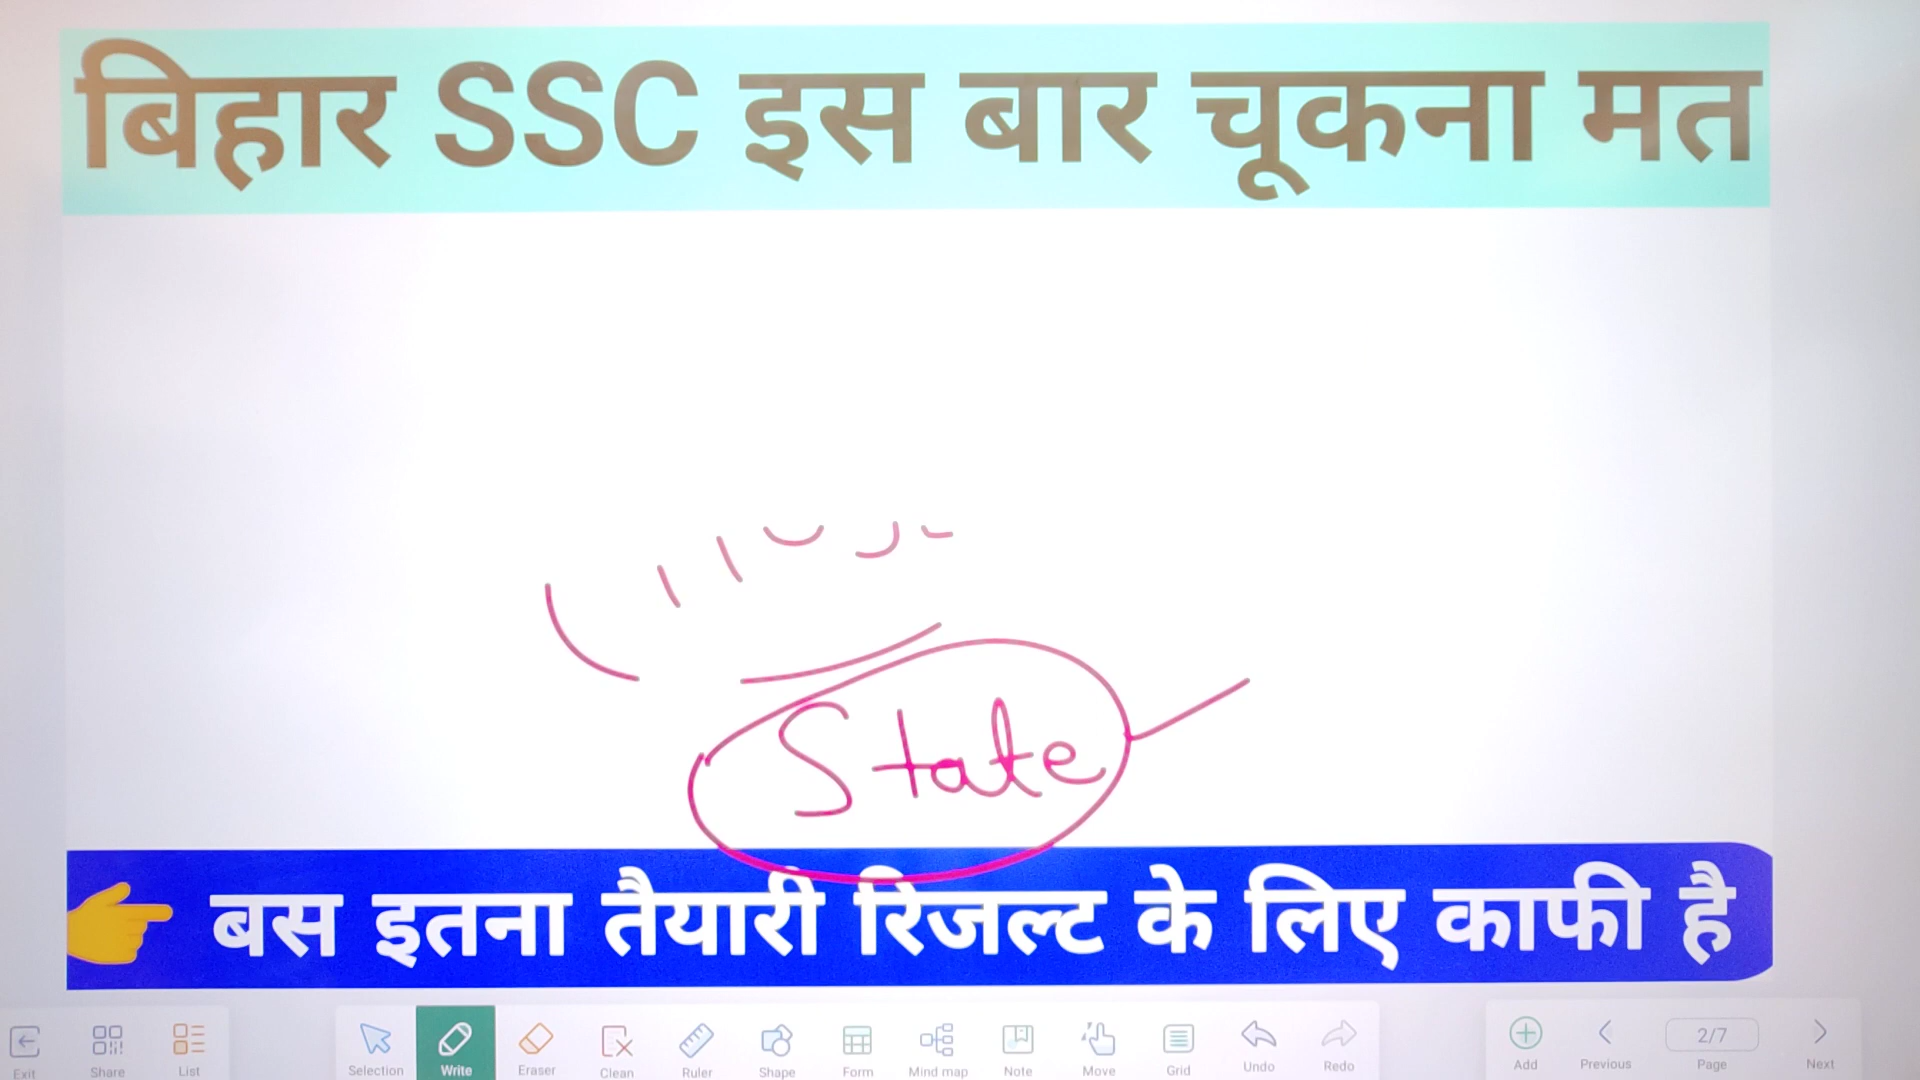 बिहार SSC इस बार चूकना मत
State
बस इतना तैयारी रिजल्ट के लिए काफी है
Exit
Share
List
Selection
Write
Eraser
Clean
Ruler
Shape
Form
Mind map
Note
Move
Grid
Undo
Redo
Add
Previous
2/7
Page
Next